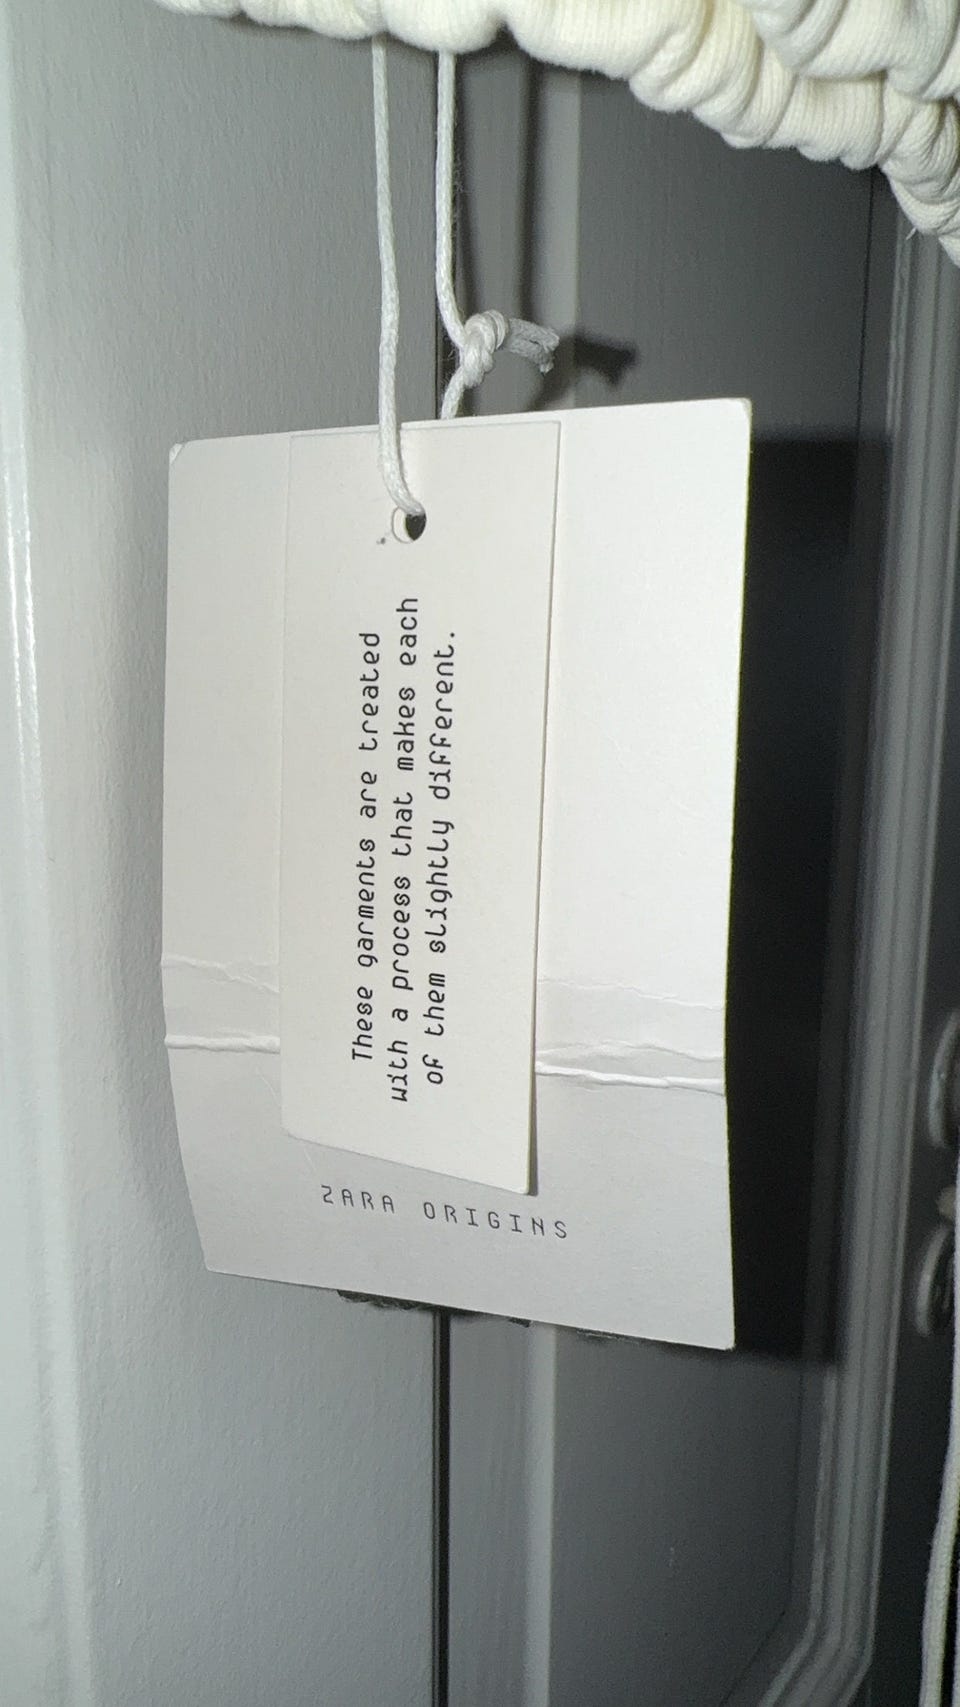 These garments are treated
with a process that makes each
of them slightly different.
ZARA ORIGINS